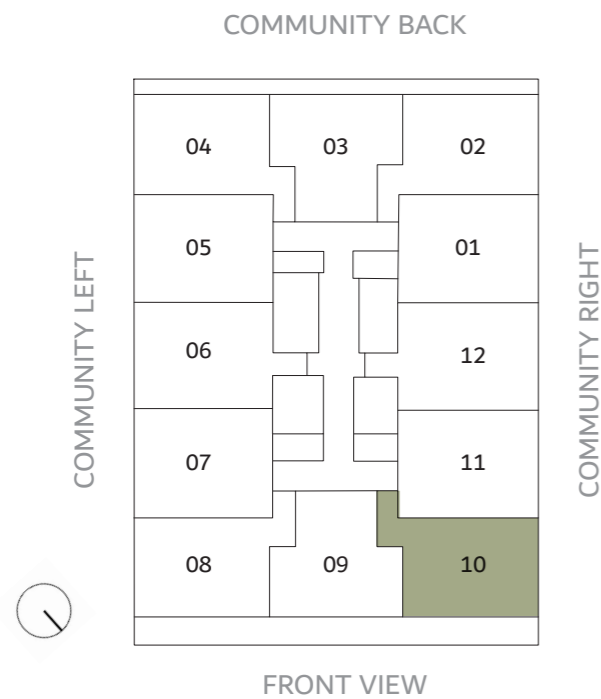 COMMUNITY BACK
04 03 02
05 01
COMMUNITY LEFT
COMMUNITY RIGHT
06 12
07 11
08 09 10
FRONT VIEW